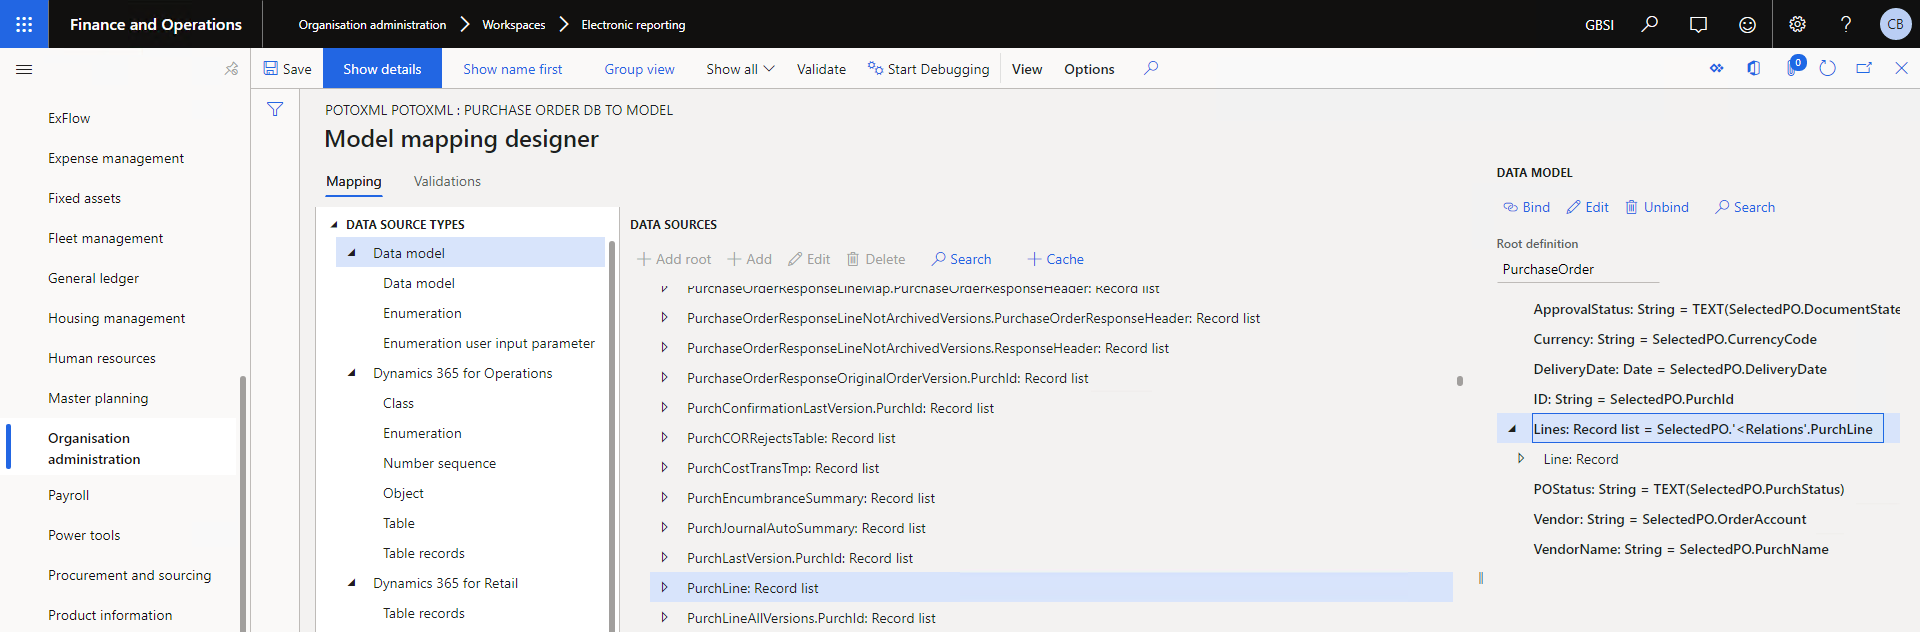 Finance and Operations
Organisation administration
Workspaces
Electronic reporting
GBSI
?
CB
Save
Show details
Show name first
Group view
Show all
Validate
Start Debugging
View
Options
0
ExFlow
Expense management
Fixed assets
Fleet management
General ledger
Housing management
Human resources
Master planning
Organisation
administration
Payroll
Power tools
Procurement and sourcing
Product information
POTOXML POTOXML : PURCHASE ORDER DB TO MODEL
Model mapping designer
Mapping
Validations
DATA SOURCE TYPES
Data model
Data model
Enumeration
Enumeration user input parameter
Dynamics 365 for Operations
Class
Enumeration
Number sequence
Object
Table
Table records
Dynamics 365 for Retail
Table records
DATA SOURCES
Add root
Add
Edit
Delete
Search
Cache
PurchaseOrderResponseLineMap.PurchaseOrderResponseHeader: Record list
PurchaseOrderResponseLineNotArchivedVersions.PurchaseOrderResponseHeader: Record list
PurchaseOrderResponseLineNotArchivedVersions.ResponseHeader: Record list
PurchaseOrderResponseOriginalOrderVersion.PurchId: Record list
PurchConfirmationLastVersion.PurchId: Record list
PurchCORRejectsTable: Record list
PurchCostTransTmp: Record list
PurchEncumbranceSummary: Record list
PurchJournalAutoSummary: Record list
PurchLastVersion.PurchId: Record list
PurchLine: Record list
PurchLineAllVersions.PurchId: Record list
DATA MODEL
Bind
Edit
Unbind
Search
Root definition
PurchaseOrder
ApprovalStatus: String = TEXT(SelectedPO.DocumentState
Currency: String = SelectedPO.CurrencyCode
DeliveryDate: Date = SelectedPO.DeliveryDate
ID: String = SelectedPO.PurchId
Lines: Record list = SelectedPO.'<Relations'.PurchLine
Line: Record
POStatus: String = TEXT(SelectedPO.PurchStatus)
Vendor: String = SelectedPO.OrderAccount
VendorName: String = SelectedPO.PurchName